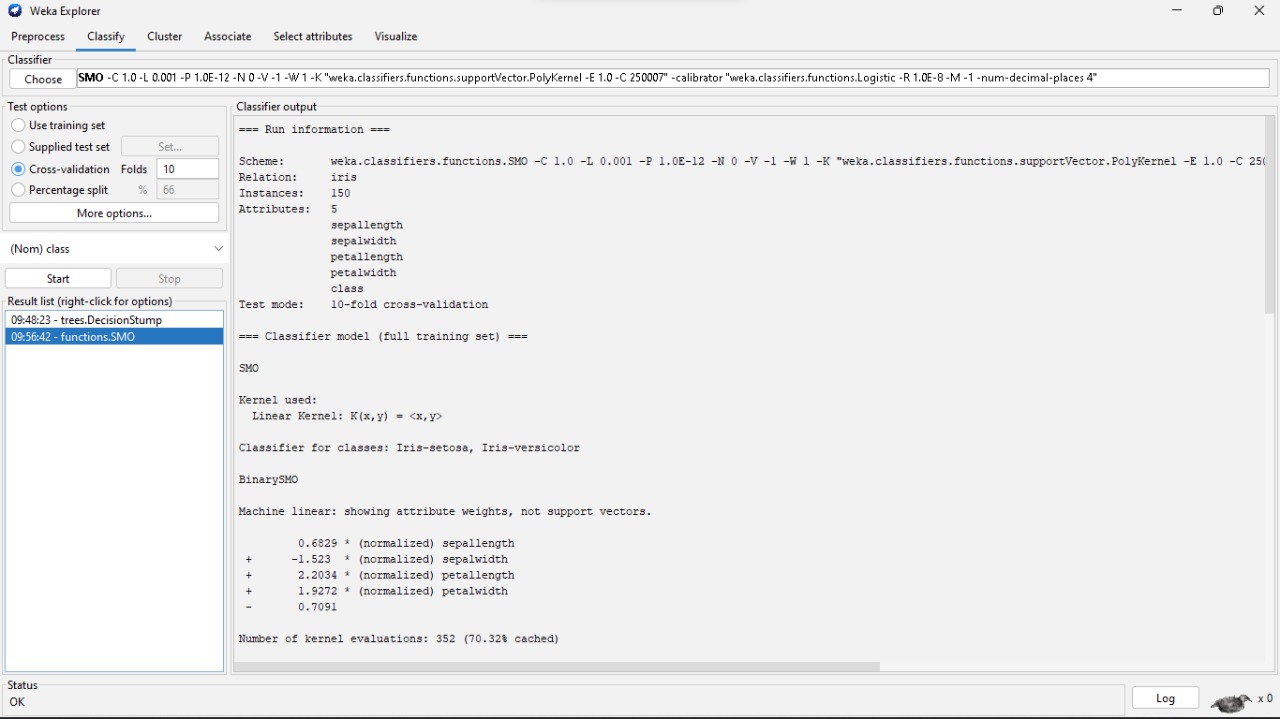 Weka Explorer
Preprocess Classify Cluster Associate Select attributes Visualize
Classifier
Choose SMO -C 1.0 -L 0.001 -P 1.0E-12 -N 0 -V -1 -W 1 -K "weka.classifiers.functions.supportVector.PolyKernel -E 1.0 -C 250007" -calibrator "weka.classifiers.functions.Logistic -R 1.0E-8 -M -1 -num-decimal-places 4"
Test options
Use training set
Supplied test set Set...
Cross-validation Folds 10
Percentage split % 66
More options...
(Nom) class
Start Stop
Result list (right-click for options)
09:48:23 - trees.DecisionStump
09:56:42 - functions.SMO
Classifier output
=== Run information ===
Scheme: weka.classifiers.functions.SMO -C 1.0 -L 0.001 -P 1.0E-12 -N 0 -V -1 -W 1 -K "weka.classifiers.functions.supportVector.PolyKernel -E 1.0 -C 250
Relation: iris
Instances: 150
Attributes: 5
sepallength
sepalwidth
petallength
petalwidth
class
Test mode: 10-fold cross-validation
=== Classifier model (full training set) ===
SMO
Kernel used:
Linear Kernel: K(x,y) = <x,y>
Classifier for classes: Iris-setosa, Iris-versicolor
BinarySMO
Machine linear: showing attribute weights, not support vectors.
0.6829 * (normalized) sepallength
+ -1.523 * (normalized) sepalwidth
+ 2.2034 * (normalized) petallength
+ 1.9272 * (normalized) petalwidth
- 0.7091
Number of kernel evaluations: 352 (70.32% cached)
Status
OK
Log x 0